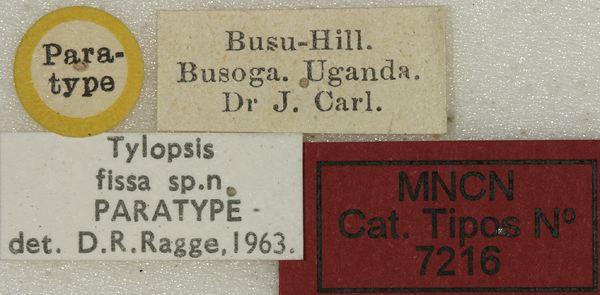 Para-
type
Busu-Hill.
Busoga. Uganda.
Dr J. Carl.
Tylopsis
fissa sp.n.
PARATYPE
det. D.R.Ragge, 1963.
MNCN
Cat. Tipos Nº
7216